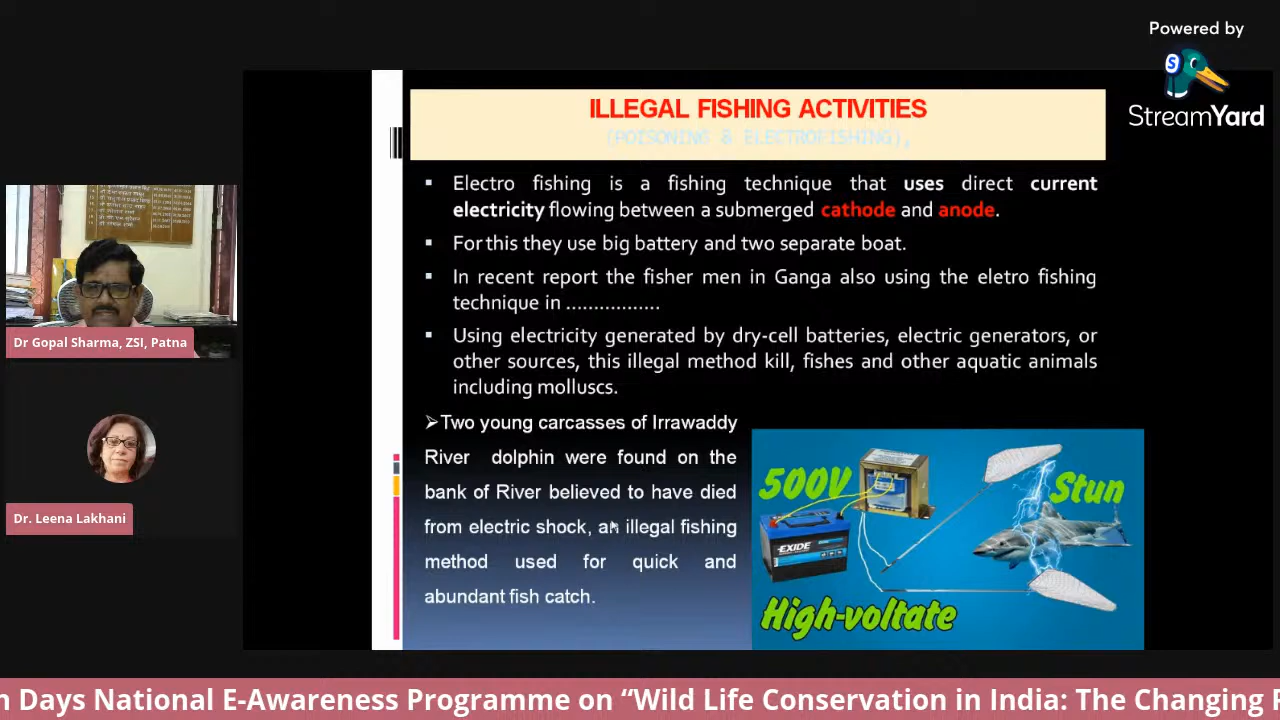 Powered by
StreamYard
ILLEGAL FISHING ACTIVITIES
(POISONING & ELECTROFISHING),
▪ Electro fishing is a fishing technique that uses direct current
electricity flowing between a submerged cathode and anode.
▪ For this they use big battery and two separate boat.
▪ In recent report the fisher men in Ganga also using the eletro fishing
technique in .................
▪ Using electricity generated by dry-cell batteries, electric generators, or
other sources, this illegal method kill, fishes and other aquatic animals
including molluscs.
➢Two young carcasses of Irrawaddy
River dolphin were found on the
bank of River believed to have died
from electric shock, an illegal fishing
method used for quick and
abundant fish catch.
500V
Stun
EXIDE
High-voltate
Dr Gopal Sharma, ZSI, Patna
Dr. Leena Lakhani
n Days National E-Awareness Programme on “Wild Life Conservation in India: The Changing